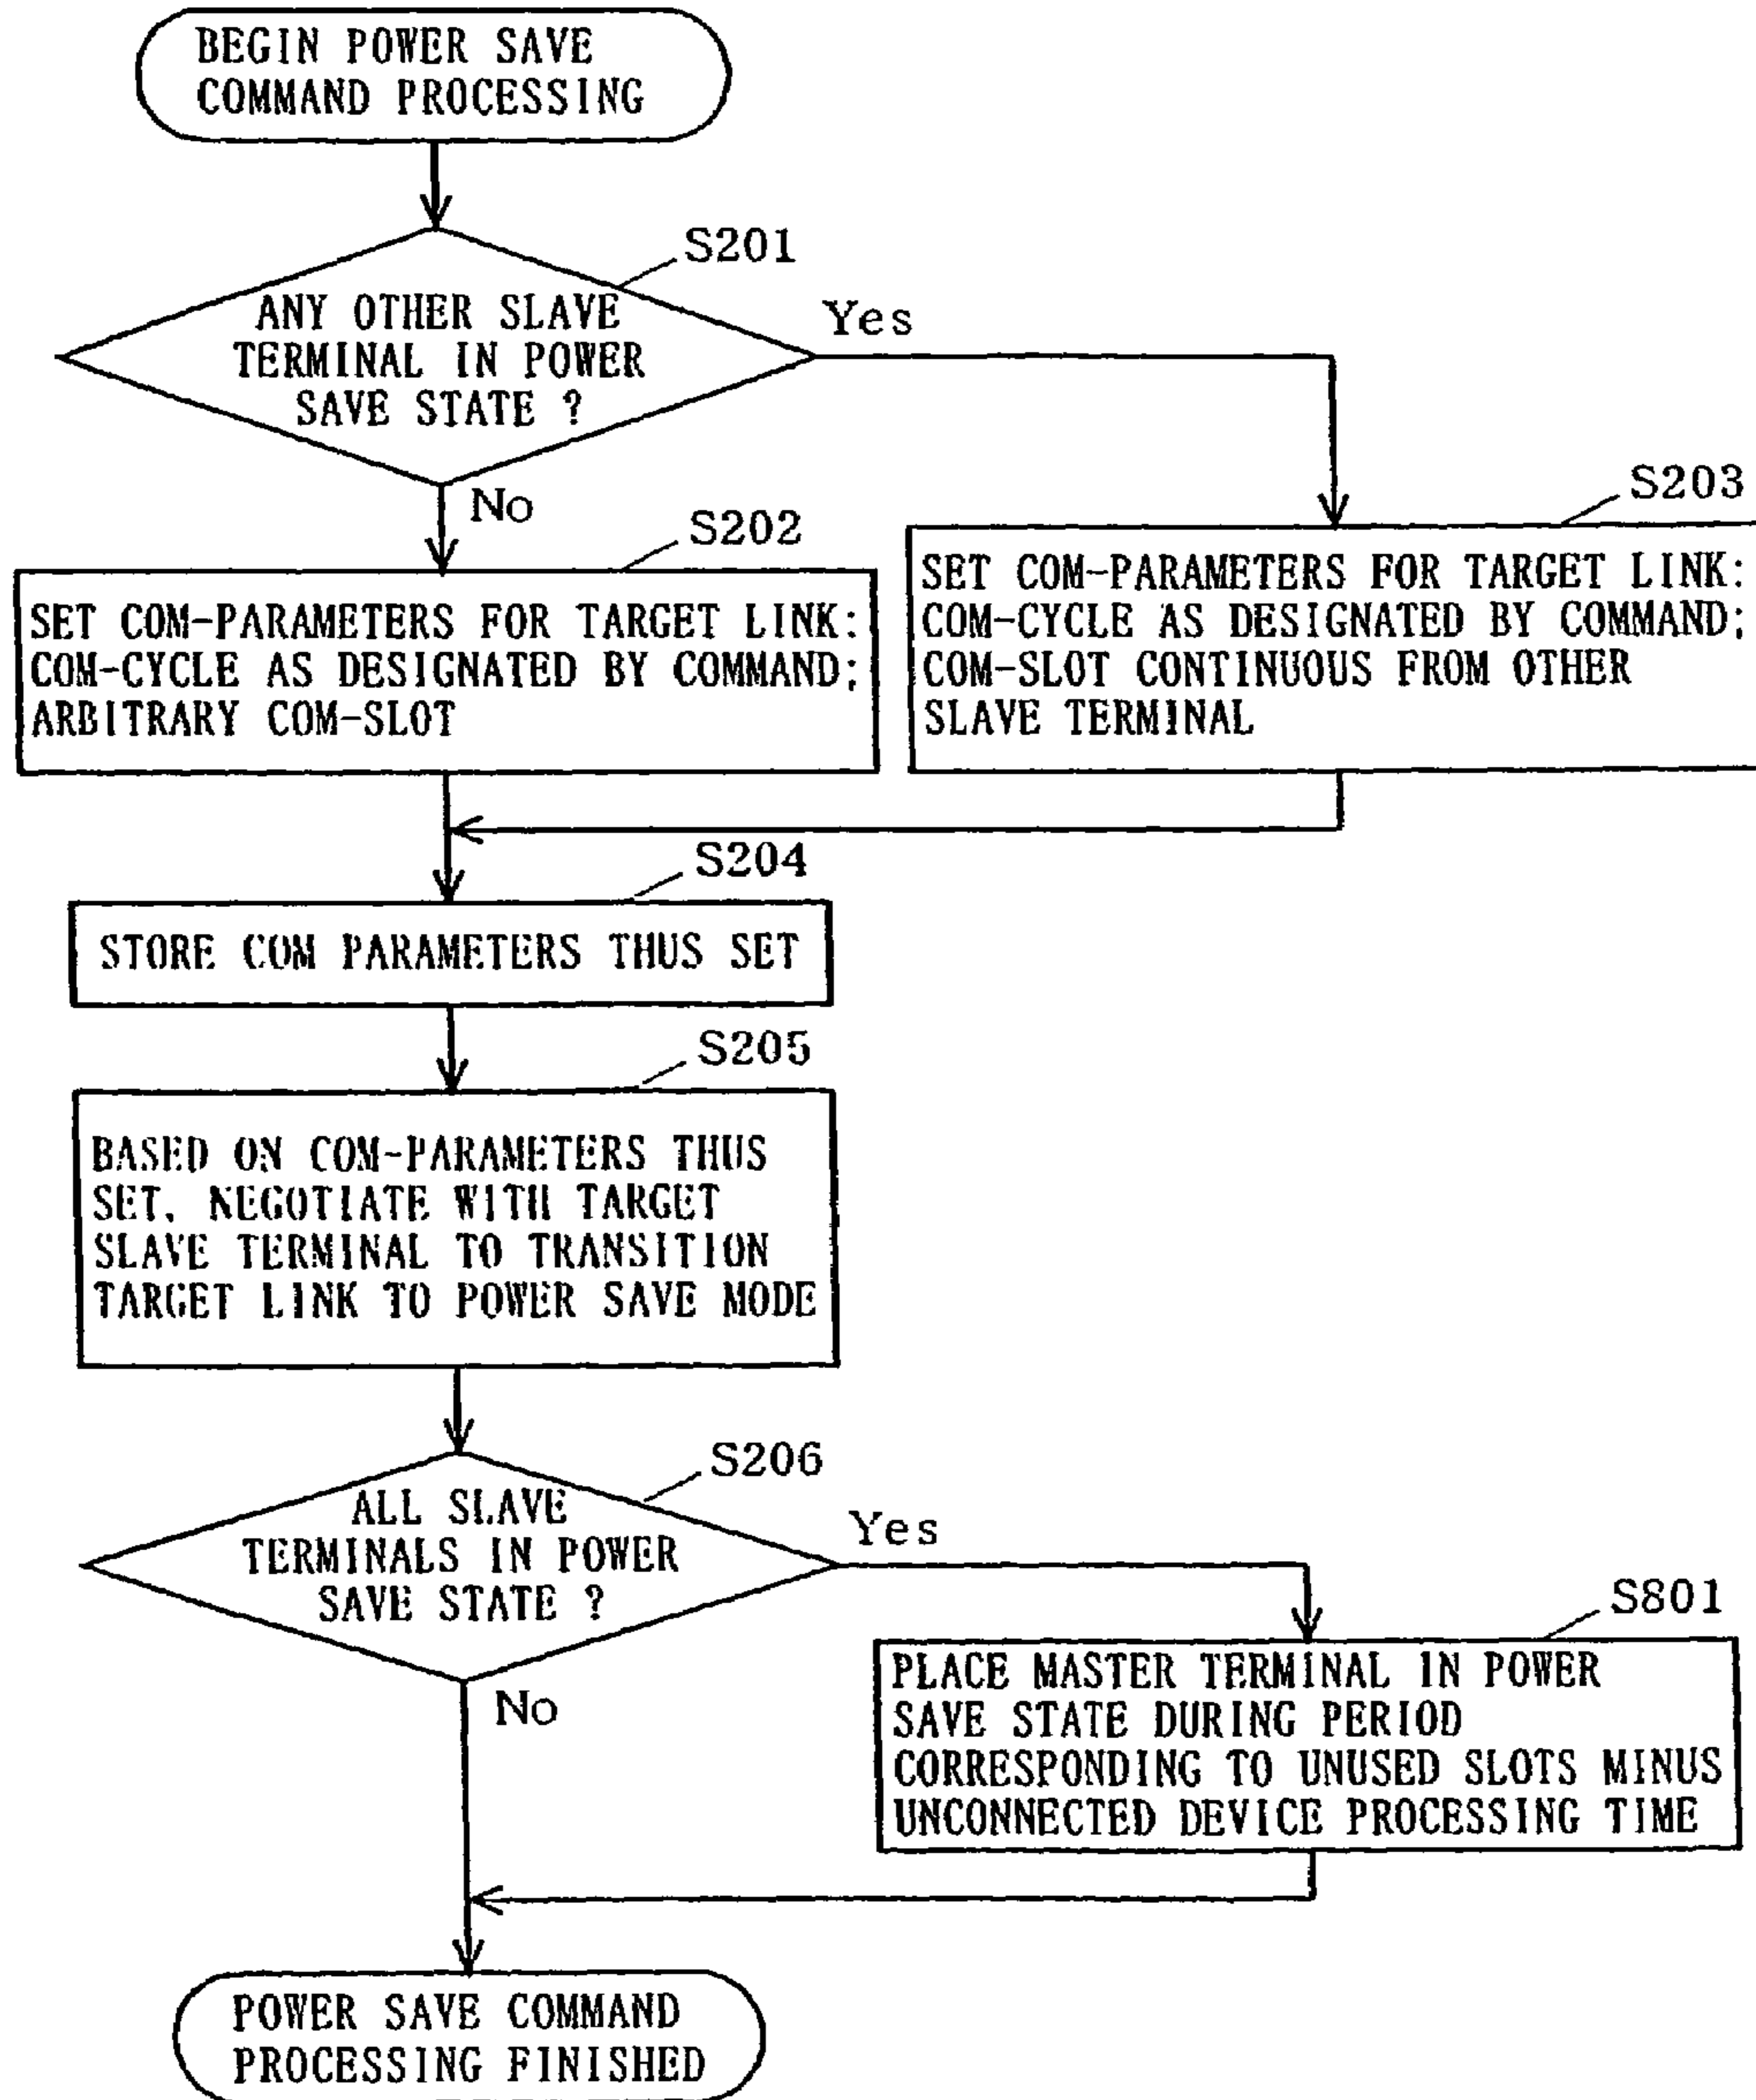 BEGIN POWER SAVE
COMMAND PROCESSING
S201
ANY OTHER SLAVE
TERMINAL IN POWER
SAVE STATE ?
Yes
No
S202
SET COM-PARAMETERS FOR TARGET LINK:
COM-CYCLE AS DESIGNATED BY COMMAND;
ARBITRARY COM-SLOT
S203
SET COM-PARAMETERS FOR TARGET LINK:
COM-CYCLE AS DESIGNATED BY COMMAND;
COM-SLOT CONTINUOUS FROM OTHER
SLAVE TERMINAL
S204
STORE COM PARAMETERS THUS SET
S205
BASED ON COM-PARAMETERS THUS
SET, NEGOTIATE WITH TARGET
SLAVE TERMINAL TO TRANSITION
TARGET LINK TO POWER SAVE MODE
S206
ALL SLAVE
TERMINALS IN POWER
SAVE STATE ?
Yes
No
S801
PLACE MASTER TERMINAL IN POWER
SAVE STATE DURING PERIOD
CORRESPONDING TO UNUSED SLOTS MINUS
UNCONNECTED DEVICE PROCESSING TIME
POWER SAVE COMMAND
PROCESSING FINISHED